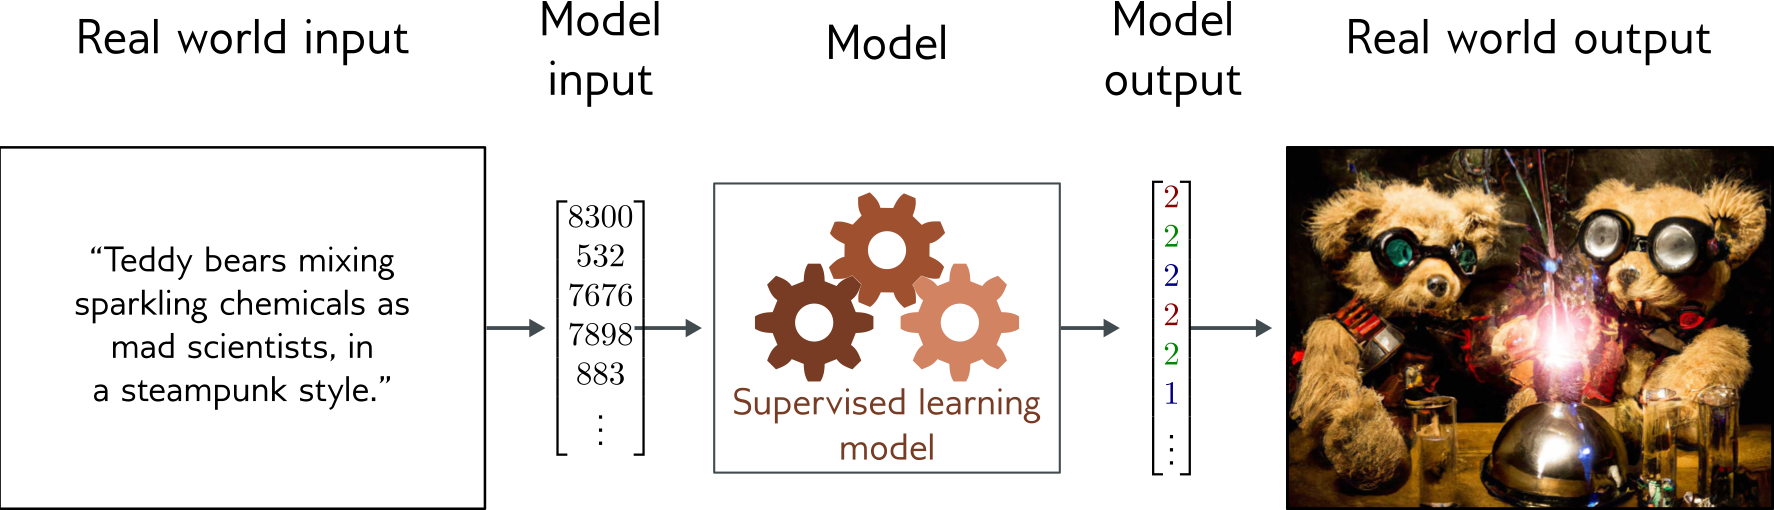 Real world input
Model
input
Model
Model
output
Real world output
“Teddy bears mixing
sparkling chemicals as
mad scientists, in
a steampunk style.”
8300
532
7676
7898
883
⋮
Supervised learning
model
2
2
2
2
2
1
⋮